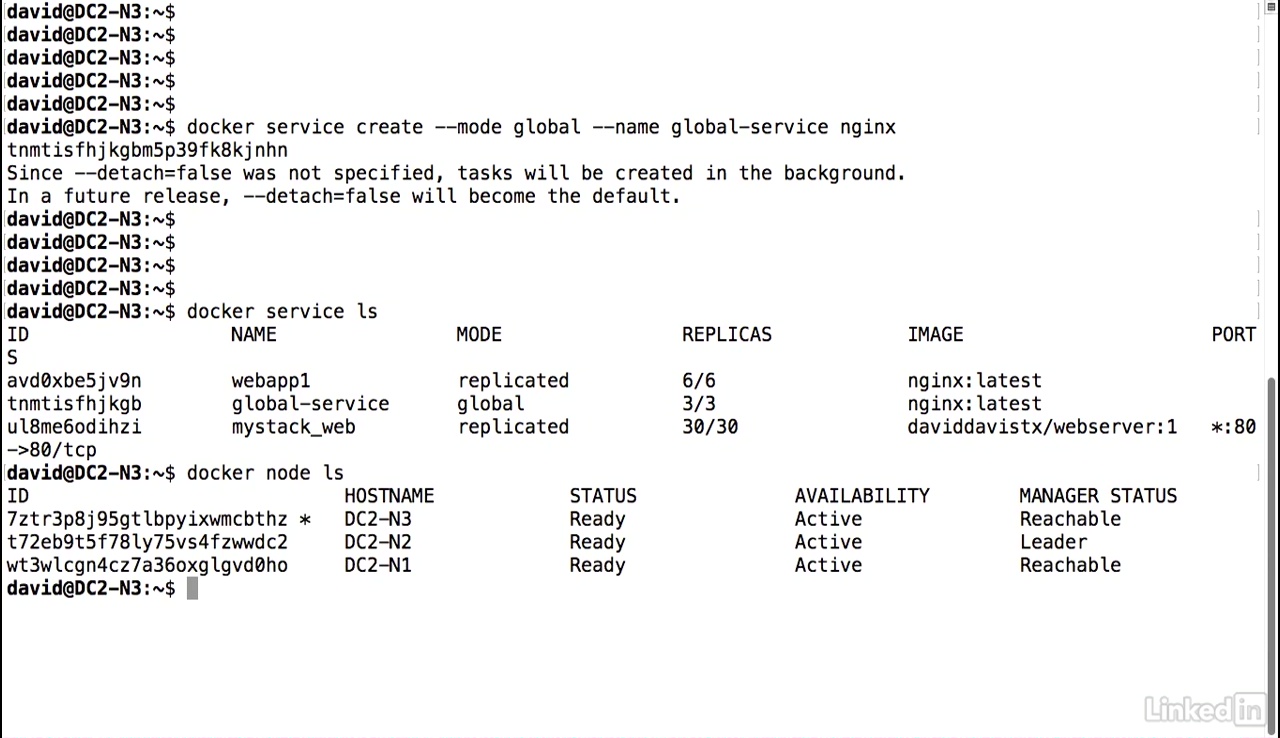 david@DC2-N3:~$
david@DC2-N3:~$
david@DC2-N3:~$
david@DC2-N3:~$
david@DC2-N3:~$
david@DC2-N3:~$ docker service create --mode global --name global-service nginx
tnmtisfhjkgbm5p39fk8kjnhn
Since --detach=false was not specified, tasks will be created in the background.
In a future release, --detach=false will become the default.
david@DC2-N3:~$
david@DC2-N3:~$
david@DC2-N3:~$
david@DC2-N3:~$
david@DC2-N3:~$ docker service ls
ID NAME MODE REPLICAS IMAGE PORT
S
avd0xbe5jv9n webapp1 replicated 6/6 nginx:latest
tnmtisfhjkgb global-service global 3/3 nginx:latest
ul8me6odihzi mystack_web replicated 30/30 daviddavistx/webserver:1 *:80
->80/tcp
david@DC2-N3:~$ docker node ls
ID HOSTNAME STATUS AVAILABILITY MANAGER STATUS
7ztr3p8j95gtlbpyixwmcbthz * DC2-N3 Ready Active Reachable
t72eb9t5f78ly75vs4fzwwdc2 DC2-N2 Ready Active Leader
wt3wlcgn4cz7a36oxglgvd0ho DC2-N1 Ready Active Reachable
david@DC2-N3:~$
Linked in